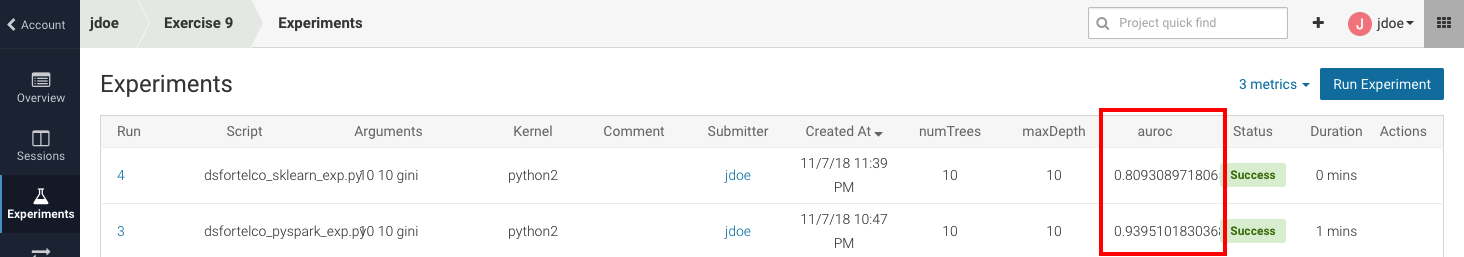 Account
jdoe
Exercise 9
Experiments
Project quick find
+
J
jdoe
Overview
Sessions
Experiments
Experiments
3 metrics
Run Experiment
Run Script Arguments Kernel Comment Submitter Created At numTrees maxDepth auroc Status Duration Actions
4 dsfortelco_sklearn_exp.py 10 10 gini python2 jdoe 11/7/18 11:39 PM 10 10 0.809308971806 Success 0 mins
3 dsfortelco_pyspark_exp.py 10 10 gini python2 jdoe 11/7/18 10:47 PM 10 10 0.939510183036 Success 1 mins